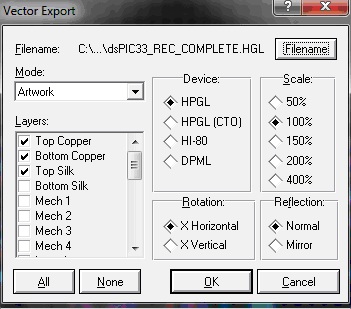 Vector Export
Filename: C:\...\dsPIC33_REC_COMPLETE.HGL Filename
Mode:
Artwork
Layers:
Top Copper
Bottom Copper
Top Silk
Bottom Silk
Mech 1
Mech 2
Mech 3
Mech 4
Device:
HPGL
HPGL (CTO)
HI-80
DPML
Scale:
50%
100%
150%
200%
400%
Rotation:
X Horizontal
X Vertical
Reflection:
Normal
Mirror
All None OK Cancel